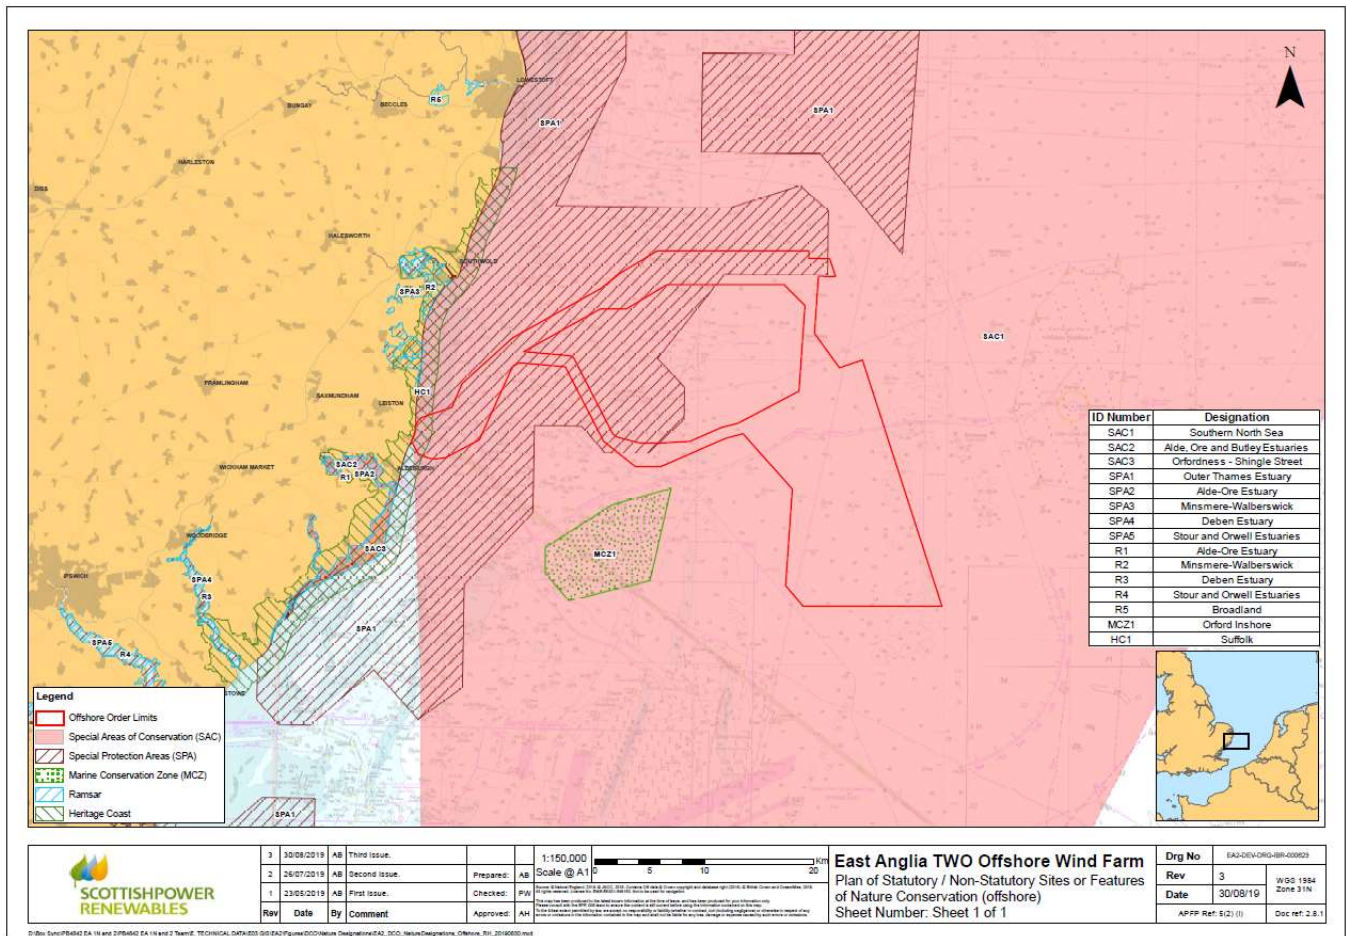 N
LOWESTOFT
R5
BUNGAY
BECCLES
SPA1
SPA1
HARLESTON
DISS
HALESWORTH
SOUTHWOLD
SPA3
R2
SAC1
FRAMLINGHAM
SAXMUNDHAM
LEISTON
HC1
WICKHAM MARKET
SAC2
SPA2
R1
ALDEBURGH
WOODBRIDGE
SAC3
MCZ1
IPSWICH
SPA4
R3
SPA1
SPA5
R4
SPA1
ID Number Designation
SAC1 Southern North Sea
SAC2 Alde, Ore and Butley Estuaries
SAC3 Orfordness - Shingle Street
SPA1 Outer Thames Estuary
SPA2 Alde-Ore Estuary
SPA3 Minsmere-Walberswick
SPA4 Deben Estuary
SPA5 Stour and Orwell Estuaries
R1 Alde-Ore Estuary
R2 Minsmere-Walberswick
R3 Deben Estuary
R4 Stour and Orwell Estuaries
R5 Broadland
MCZ1 Orford Inshore
HC1 Suffolk
Legend
Offshore Order Limits
Special Areas of Conservation (SAC)
Special Protection Areas (SPA)
Marine Conservation Zone (MCZ)
Ramsar
Heritage Coast
SCOTTISHPOWER
RENEWABLES
3 30/08/2019 AB Third Issue.
2 26/07/2019 AB Second Issue. Prepared: AB
1 23/05/2019 AB First Issue. Checked: PW
Rev Date By Comment Approved: AH
1:150,000
Scale @ A1
0 5 10 20
Km
East Anglia TWO Offshore Wind Farm
Plan of Statutory / Non-Statutory Sites or Features
of Nature Conservation (offshore)
Sheet Number: Sheet 1 of 1
Drg No EA2-DEV-DRG-IBR-000623
Rev 3
Date 30/08/19
WGS 1984
Zone 31N
APFP Ref: 5(2) (l) Doc ref: 2.8.1